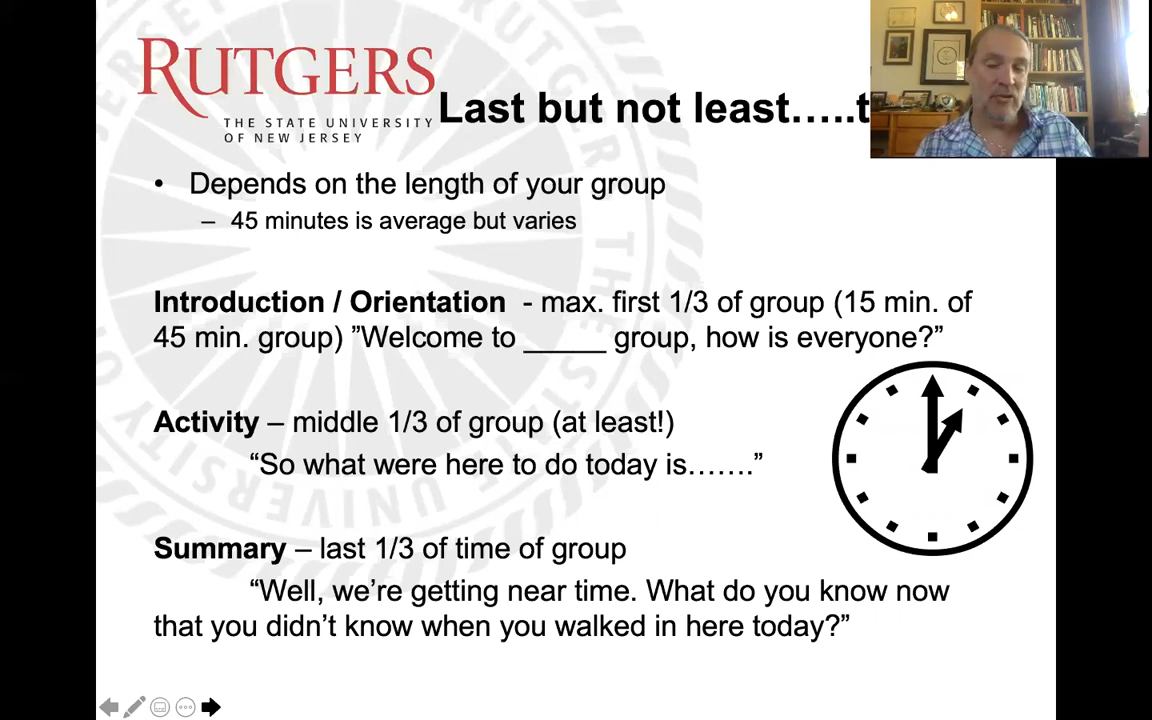 RUTGERS
THE STATE UNIVERSITY
OF NEW JERSEY
Last but not least…..t
• Depends on the length of your group
– 45 minutes is average but varies
Introduction / Orientation - max. first 1/3 of group (15 min. of
45 min. group) ”Welcome to _____ group, how is everyone?”
Activity – middle 1/3 of group (at least!)
“So what were here to do today is…….”
Summary – last 1/3 of time of group
“Well, we’re getting near time. What do you know now
that you didn’t know when you walked in here today?”